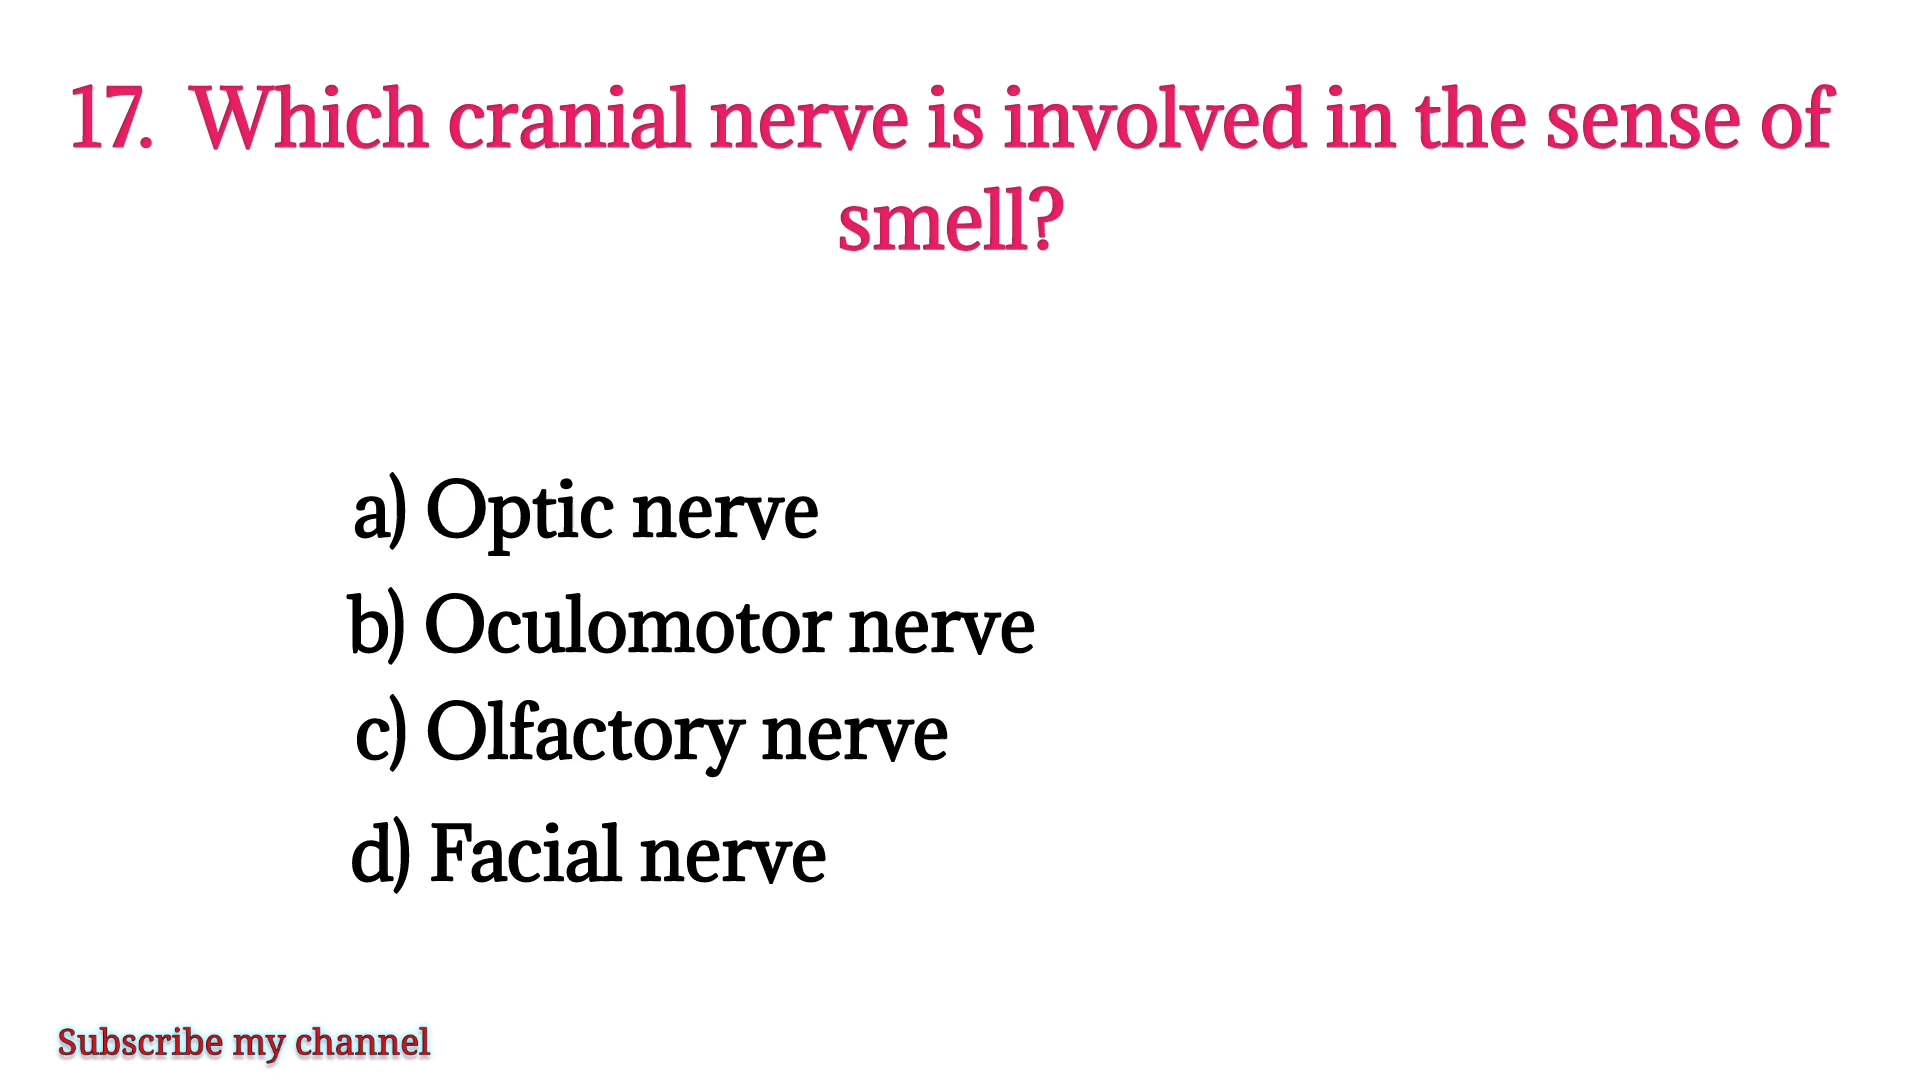 17. Which cranial nerve is involved in the sense of
smell?
a) Optic nerve
b) Oculomotor nerve
c) Olfactory nerve
d) Facial nerve
Subscribe my channel